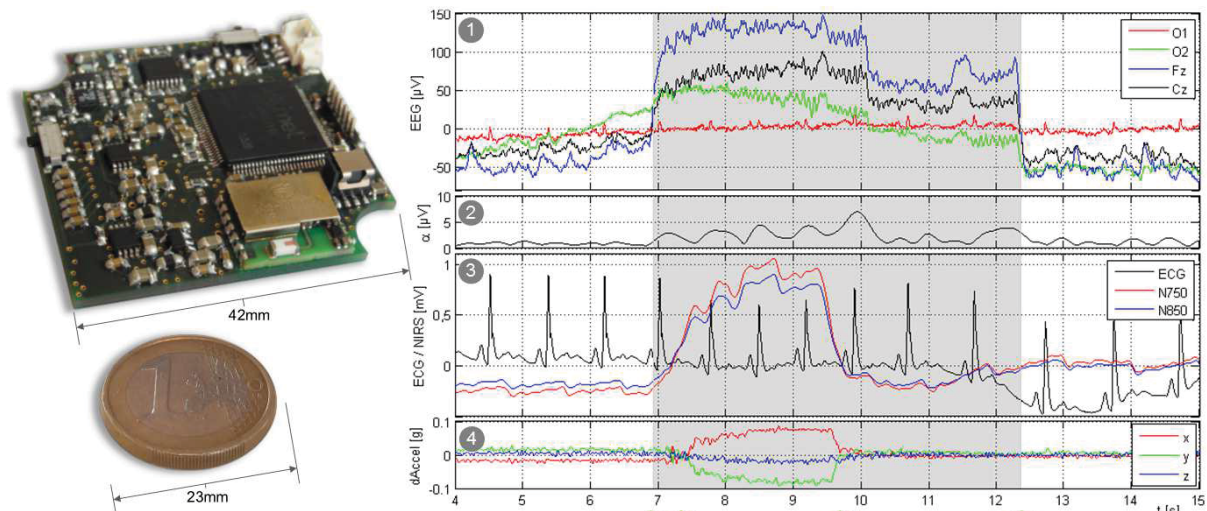 42mm
23mm
1
EEG [µV]
150
100
50
0
-50
O1
O2
Fz
Cz
2
α [µV]
10
5
0
3
ECG / NIRS [mV]
1
0,5
0
ECG
N750
N850
4
dAccel [g]
0.1
0
-0.1
x
y
z
4 5 6 7 8 9 10 11 12 13 14 15
t [s]